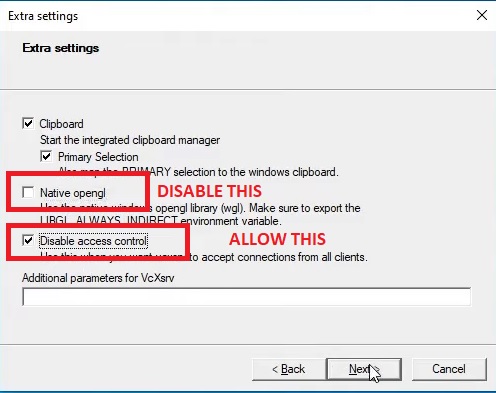 Extra settings
Extra settings
Clipboard
Start the integrated clipboard manager
Primary Selection
Also map the PRIMARY selection to the windows clipboard.
Native opengl DISABLE THIS
Use the native windows opengl library (wgl). Make sure to export the
LIBGL_ALWAYS_INDIRECT environment variable.
Disable access control ALLOW THIS
Use this when you want vcxsrv to accept connections from all clients.
Additional parameters for VcXsrv
< Back Next > Cancel